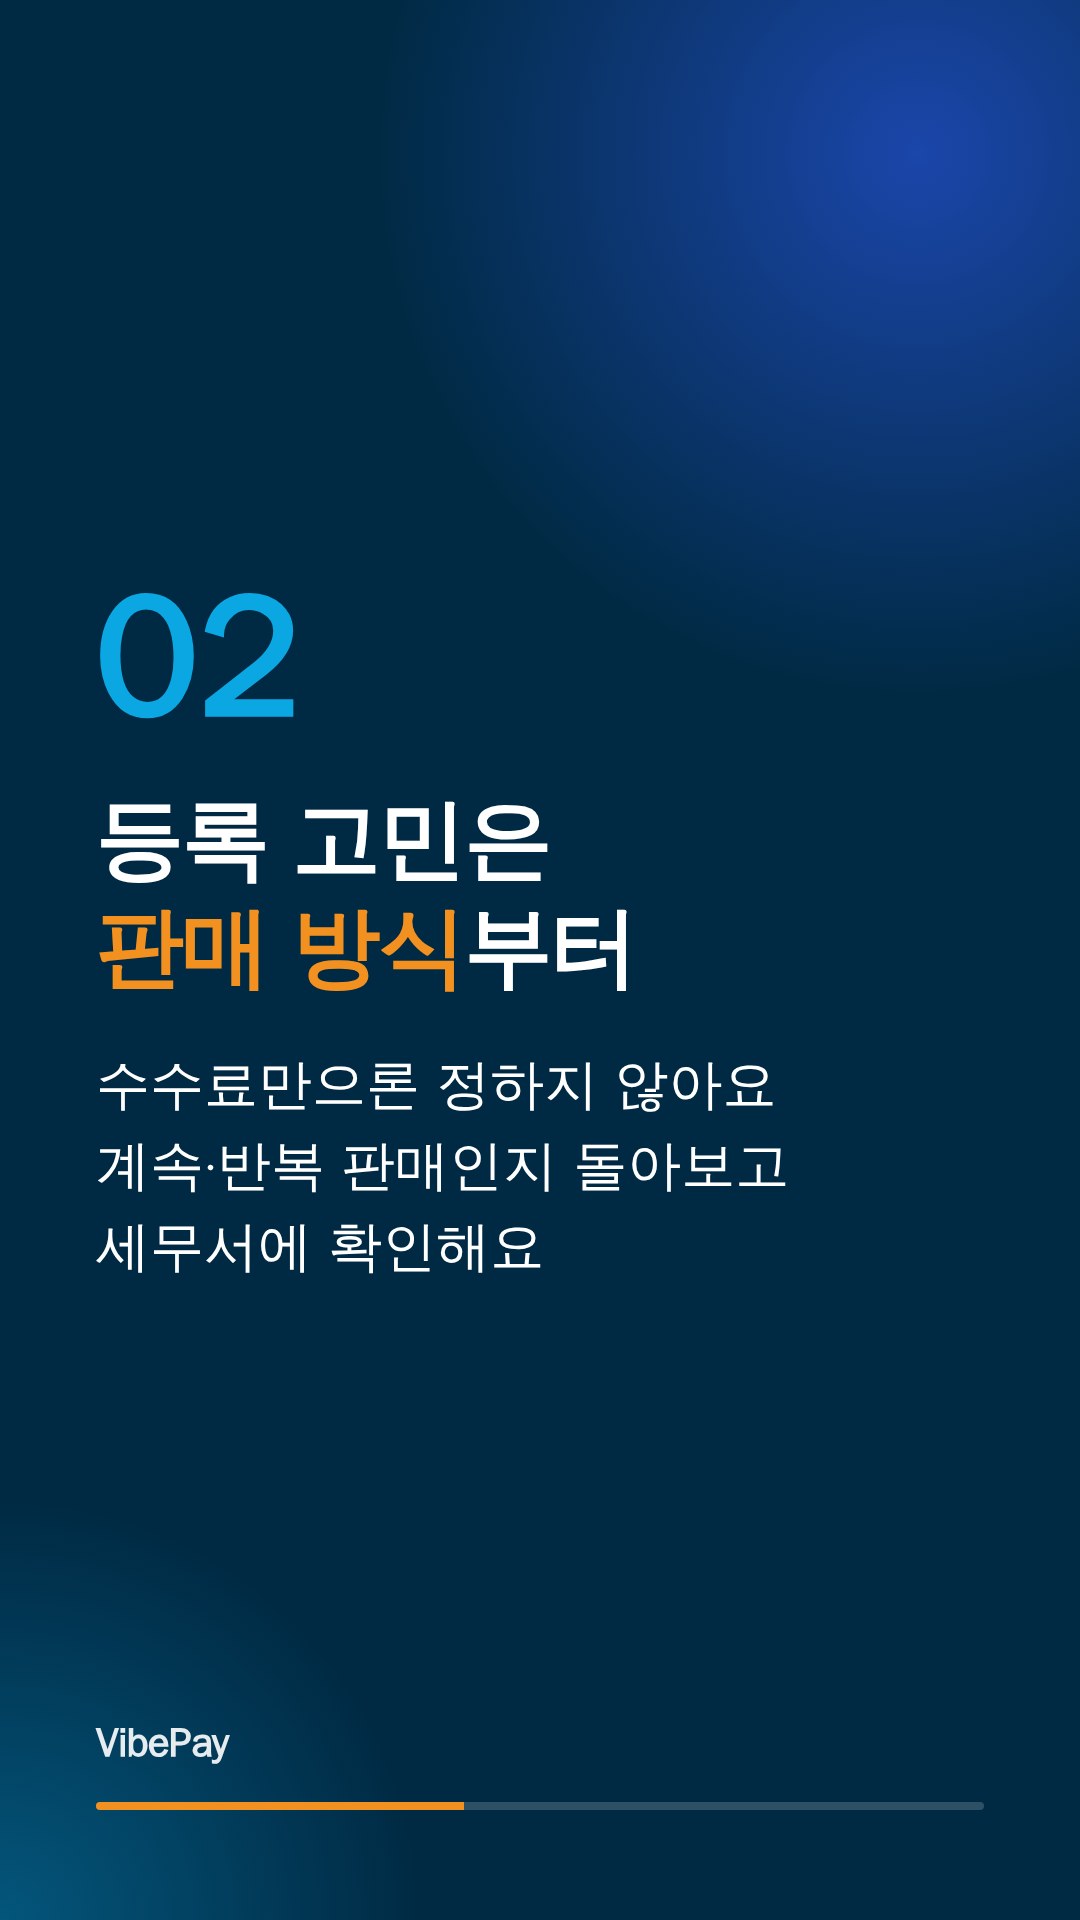 02
등록 고민은
판매 방식부터
수수료만으론 정하지 않아요
계속·반복 판매인지 돌아보고
세무서에 확인해요
VibePay